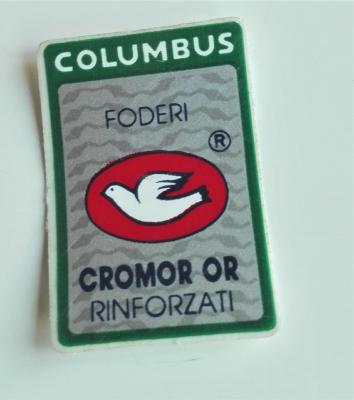 COLUMBUS
FODERI
®
CROMOR OR
RINFORZATI